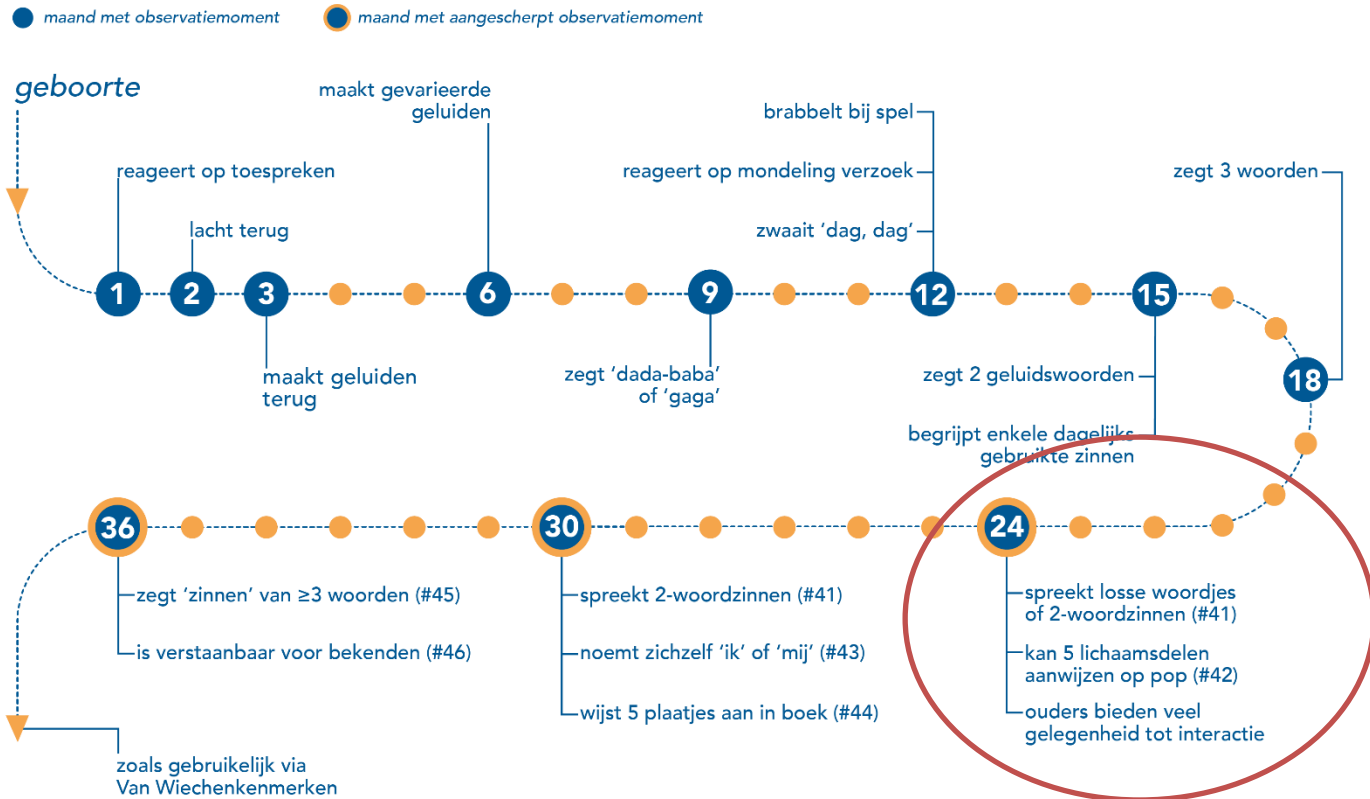 maand met observatiemoment
maand met aangescherpt observatiemoment
geboorte
reageert op toespreken
lacht terug
maakt gevarieerde
geluiden
brabbelt bij spel
reageert op mondeling verzoek
zwaait ‘dag, dag’
zegt 3 woorden
1
2
3
6
9
12
15
18
maakt geluiden
terug
zegt ‘dada-baba’
of ‘gaga’
zegt 2 geluidswoorden
begrijpt enkele dagelijks
gebruikte zinnen
36
30
24
zegt ‘zinnen’ van ≥3 woorden (#45)
is verstaanbaar voor bekenden (#46)
spreekt 2-woordzinnen (#41)
noemt zichzelf ‘ik’ of ‘mij’ (#43)
wijst 5 plaatjes aan in boek (#44)
spreekt losse woordjes
of 2-woordzinnen (#41)
kan 5 lichaamsdelen
aanwijzen op pop (#42)
ouders bieden veel
gelegenheid tot interactie
zoals gebruikelijk via
Van Wiechenkenmerken